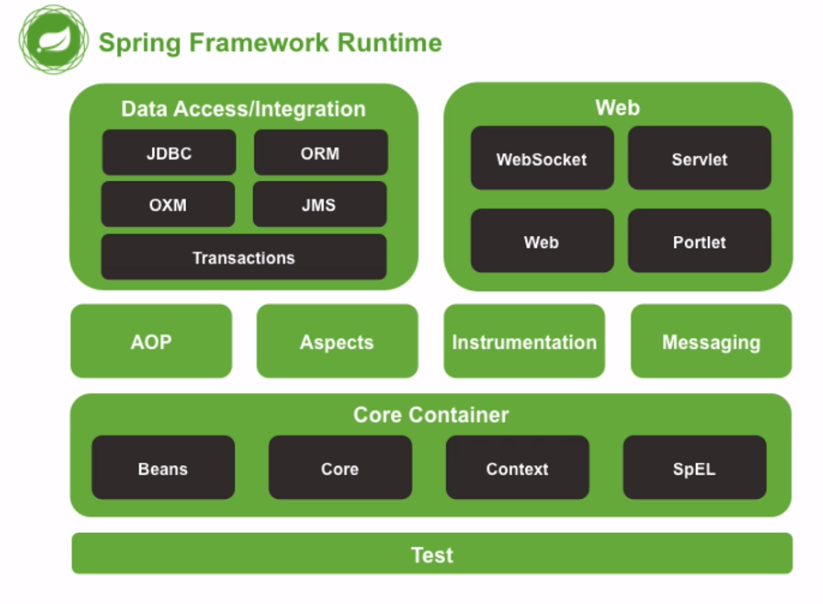 Spring Framework Runtime
Data Access/Integration
JDBC
ORM
OXM
JMS
Transactions
Web
WebSocket
Servlet
Web
Portlet
AOP
Aspects
Instrumentation
Messaging
Core Container
Beans
Core
Context
SpEL
Test